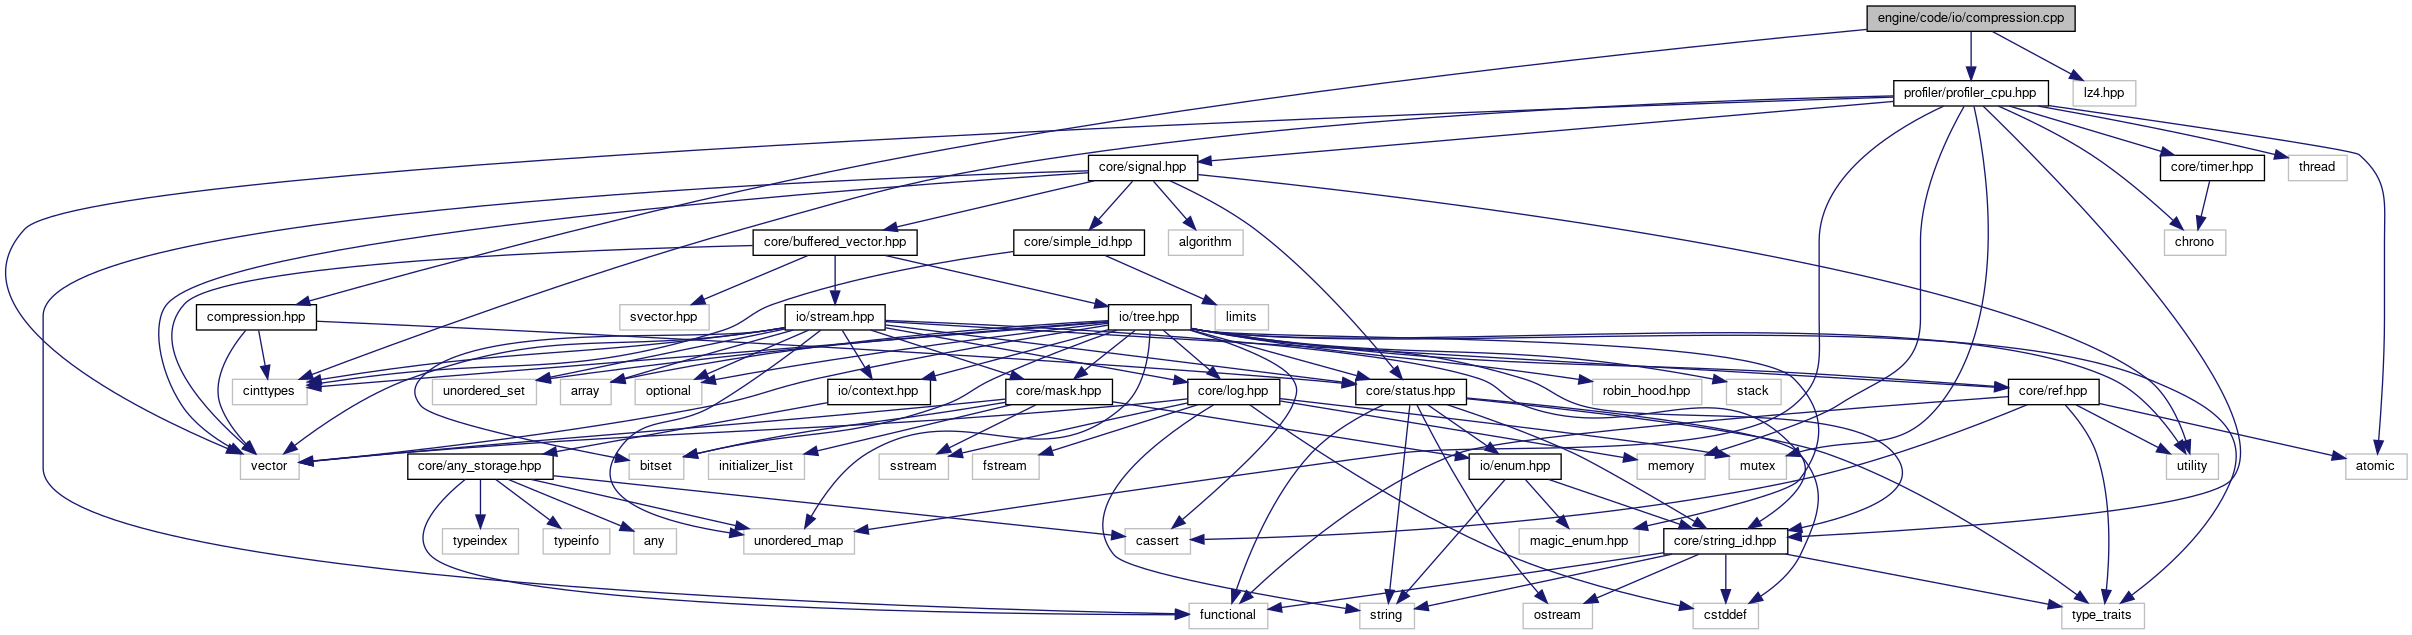 engine/code/io/compression.cpp
profiler/profiler_cpu.hpp
lz4.hpp
core/signal.hpp
core/timer.hpp
thread
core/buffered_vector.hpp
core/simple_id.hpp
algorithm
chrono
compression.hpp
svector.hpp
io/stream.hpp
io/tree.hpp
limits
cinttypes
unordered_set
array
optional
io/context.hpp
core/mask.hpp
core/log.hpp
core/status.hpp
robin_hood.hpp
stack
core/ref.hpp
vector
core/any_storage.hpp
bitset
initializer_list
sstream
fstream
io/enum.hpp
memory
mutex
utility
atomic
typeindex
typeinfo
any
unordered_map
cassert
magic_enum.hpp
core/string_id.hpp
functional
string
ostream
cstddef
type_traits